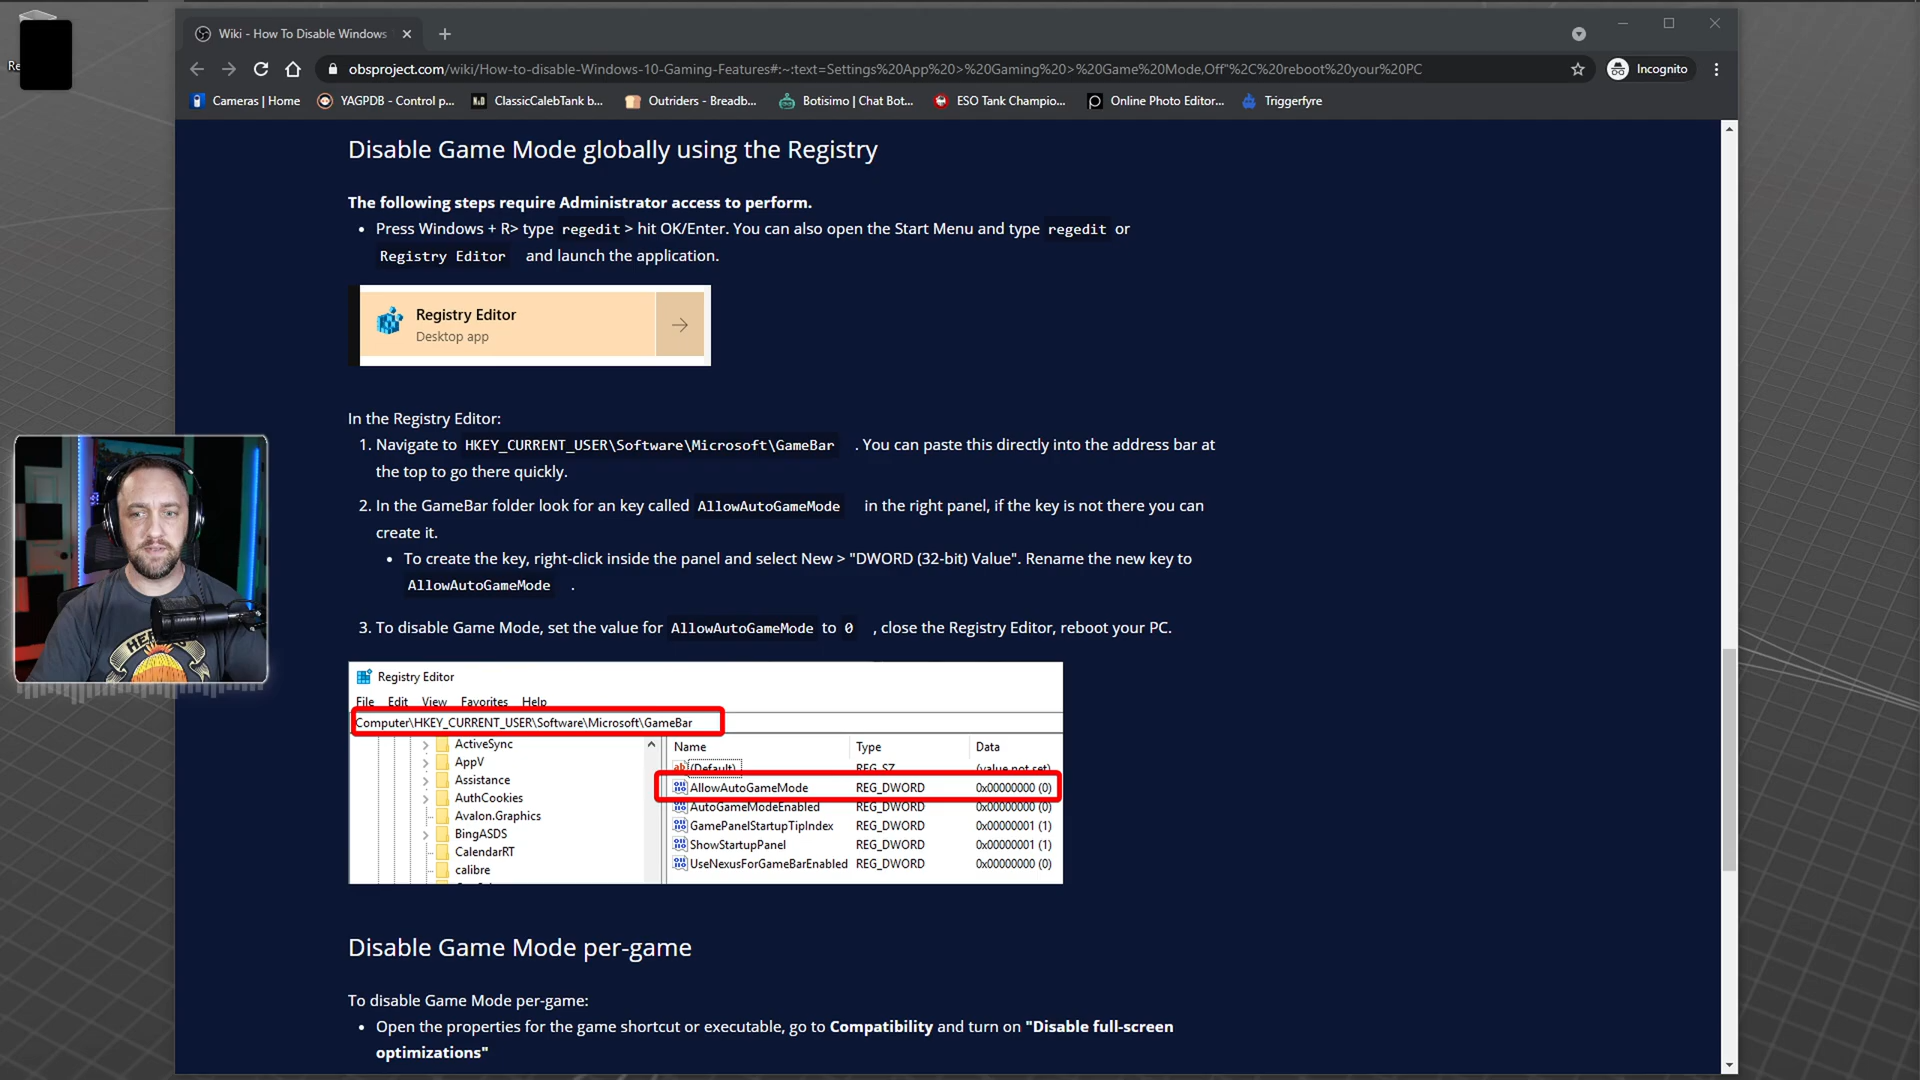 Re
Wiki - How To Disable Windows
obsproject.com/wiki/How-to-disable-Windows-10-Gaming-Features#:~:text=Settings%20App%20>%20Gaming%20>%20Game%20Mode,Off"%2C%20reboot%20your%20PC
Incognito
Cameras | Home
YAGPDB - Control p...
ClassicCalebTank b...
Outriders - Breadb...
Botisimo | Chat Bot...
ESO Tank Champio...
Online Photo Editor...
Triggerfyre
Disable Game Mode globally using the Registry
The following steps require Administrator access to perform.
• Press Windows + R> type regedit > hit OK/Enter. You can also open the Start Menu and type regedit or
Registry Editor and launch the application.
Registry Editor
Desktop app
In the Registry Editor:
1. Navigate to HKEY_CURRENT_USER\Software\Microsoft\GameBar . You can paste this directly into the address bar at
the top to go there quickly.
2. In the GameBar folder look for an key called AllowAutoGameMode in the right panel, if the key is not there you can
create it.
• To create the key, right-click inside the panel and select New > "DWORD (32-bit) Value". Rename the new key to
AllowAutoGameMode .
3. To disable Game Mode, set the value for AllowAutoGameMode to 0 , close the Registry Editor, reboot your PC.
Registry Editor
File Edit View Favorites Help
Computer\HKEY_CURRENT_USER\Software\Microsoft\GameBar
ActiveSync
AppV
Assistance
AuthCookies
Avalon.Graphics
BingASDS
CalendarRT
calibre
Name Type Data
(Default) REG_SZ (value not set)
AllowAutoGameMode REG_DWORD 0x00000000 (0)
AutoGameModeEnabled REG_DWORD 0x00000000 (0)
GamePanelStartupTipIndex REG_DWORD 0x00000001 (1)
ShowStartupPanel REG_DWORD 0x00000001 (1)
UseNexusForGameBarEnabled REG_DWORD 0x00000000 (0)
Disable Game Mode per-game
To disable Game Mode per-game:
• Open the properties for the game shortcut or executable, go to Compatibility and turn on "Disable full-screen
optimizations"